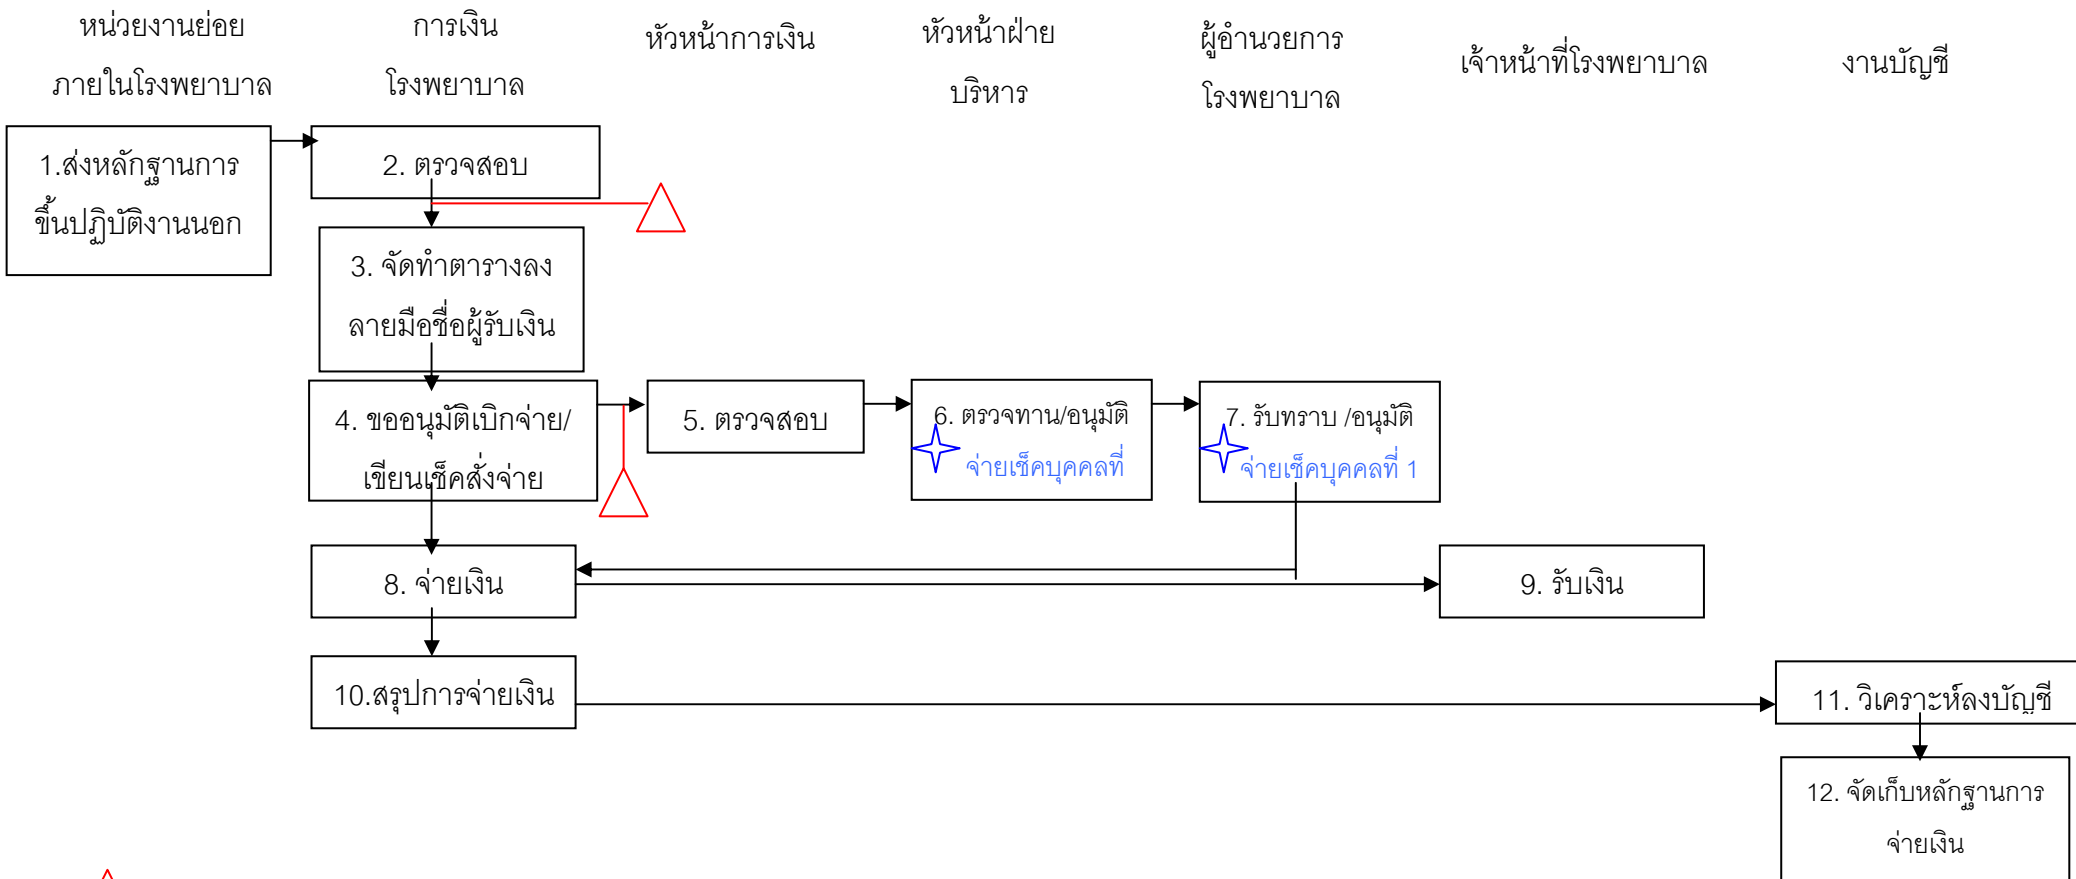 หน่วยงานย่อย
ภายในโรงพยาบาล
การเงิน
โรงพยาบาล
หัวหน้าการเงิน
หัวหน้าฝ่าย
บริหาร
ผู้อำนวยการ
โรงพยาบาล
เจ้าหน้าที่โรงพยาบาล
งานบัญชี
1.ส่งหลักฐานการ
ขึ้นปฏิบัติงานนอก
2. ตรวจสอบ
3. จัดทำตารางลง
ลายมือชื่อผู้รับเงิน
4. ขออนุมัติเบิกจ่าย/
เขียนเช็คสั่งจ่าย
5. ตรวจสอบ
6. ตรวจทาน/อนุมัติ
จ่ายเช็คบุคคลที่
7. รับทราบ /อนุมัติ
จ่ายเช็คบุคคลที่ 1
8. จ่ายเงิน
9. รับเงิน
10.สรุปการจ่ายเงิน
11. วิเคราะห์ลงบัญชี
12. จัดเก็บหลักฐานการ
จ่ายเงิน